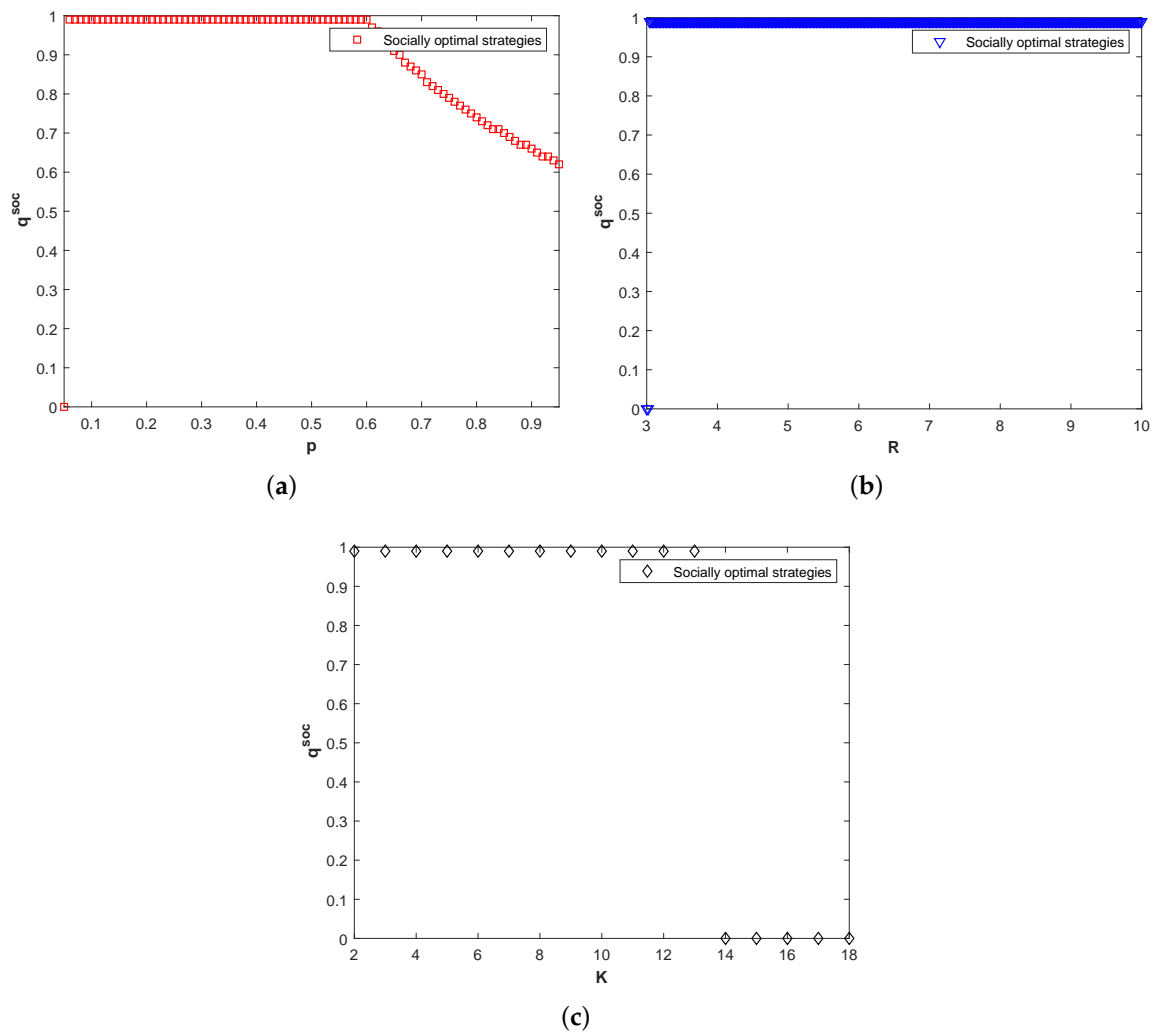 1
0.9
0.8
0.7
0.6
0.5
0.4
0.3
0.2
0.1
0
q^soc
0.1 0.2 0.3 0.4 0.5 0.6 0.7 0.8 0.9
p
Socially optimal strategies
(a)
1
0.9
0.8
0.7
0.6
0.5
0.4
0.3
0.2
0.1
0
q^soc
3 4 5 6 7 8 9 10
R
Socially optimal strategies
(b)
1
0.9
0.8
0.7
0.6
0.5
0.4
0.3
0.2
0.1
0
q^soc
2 4 6 8 10 12 14 16 18
K
Socially optimal strategies
(c)